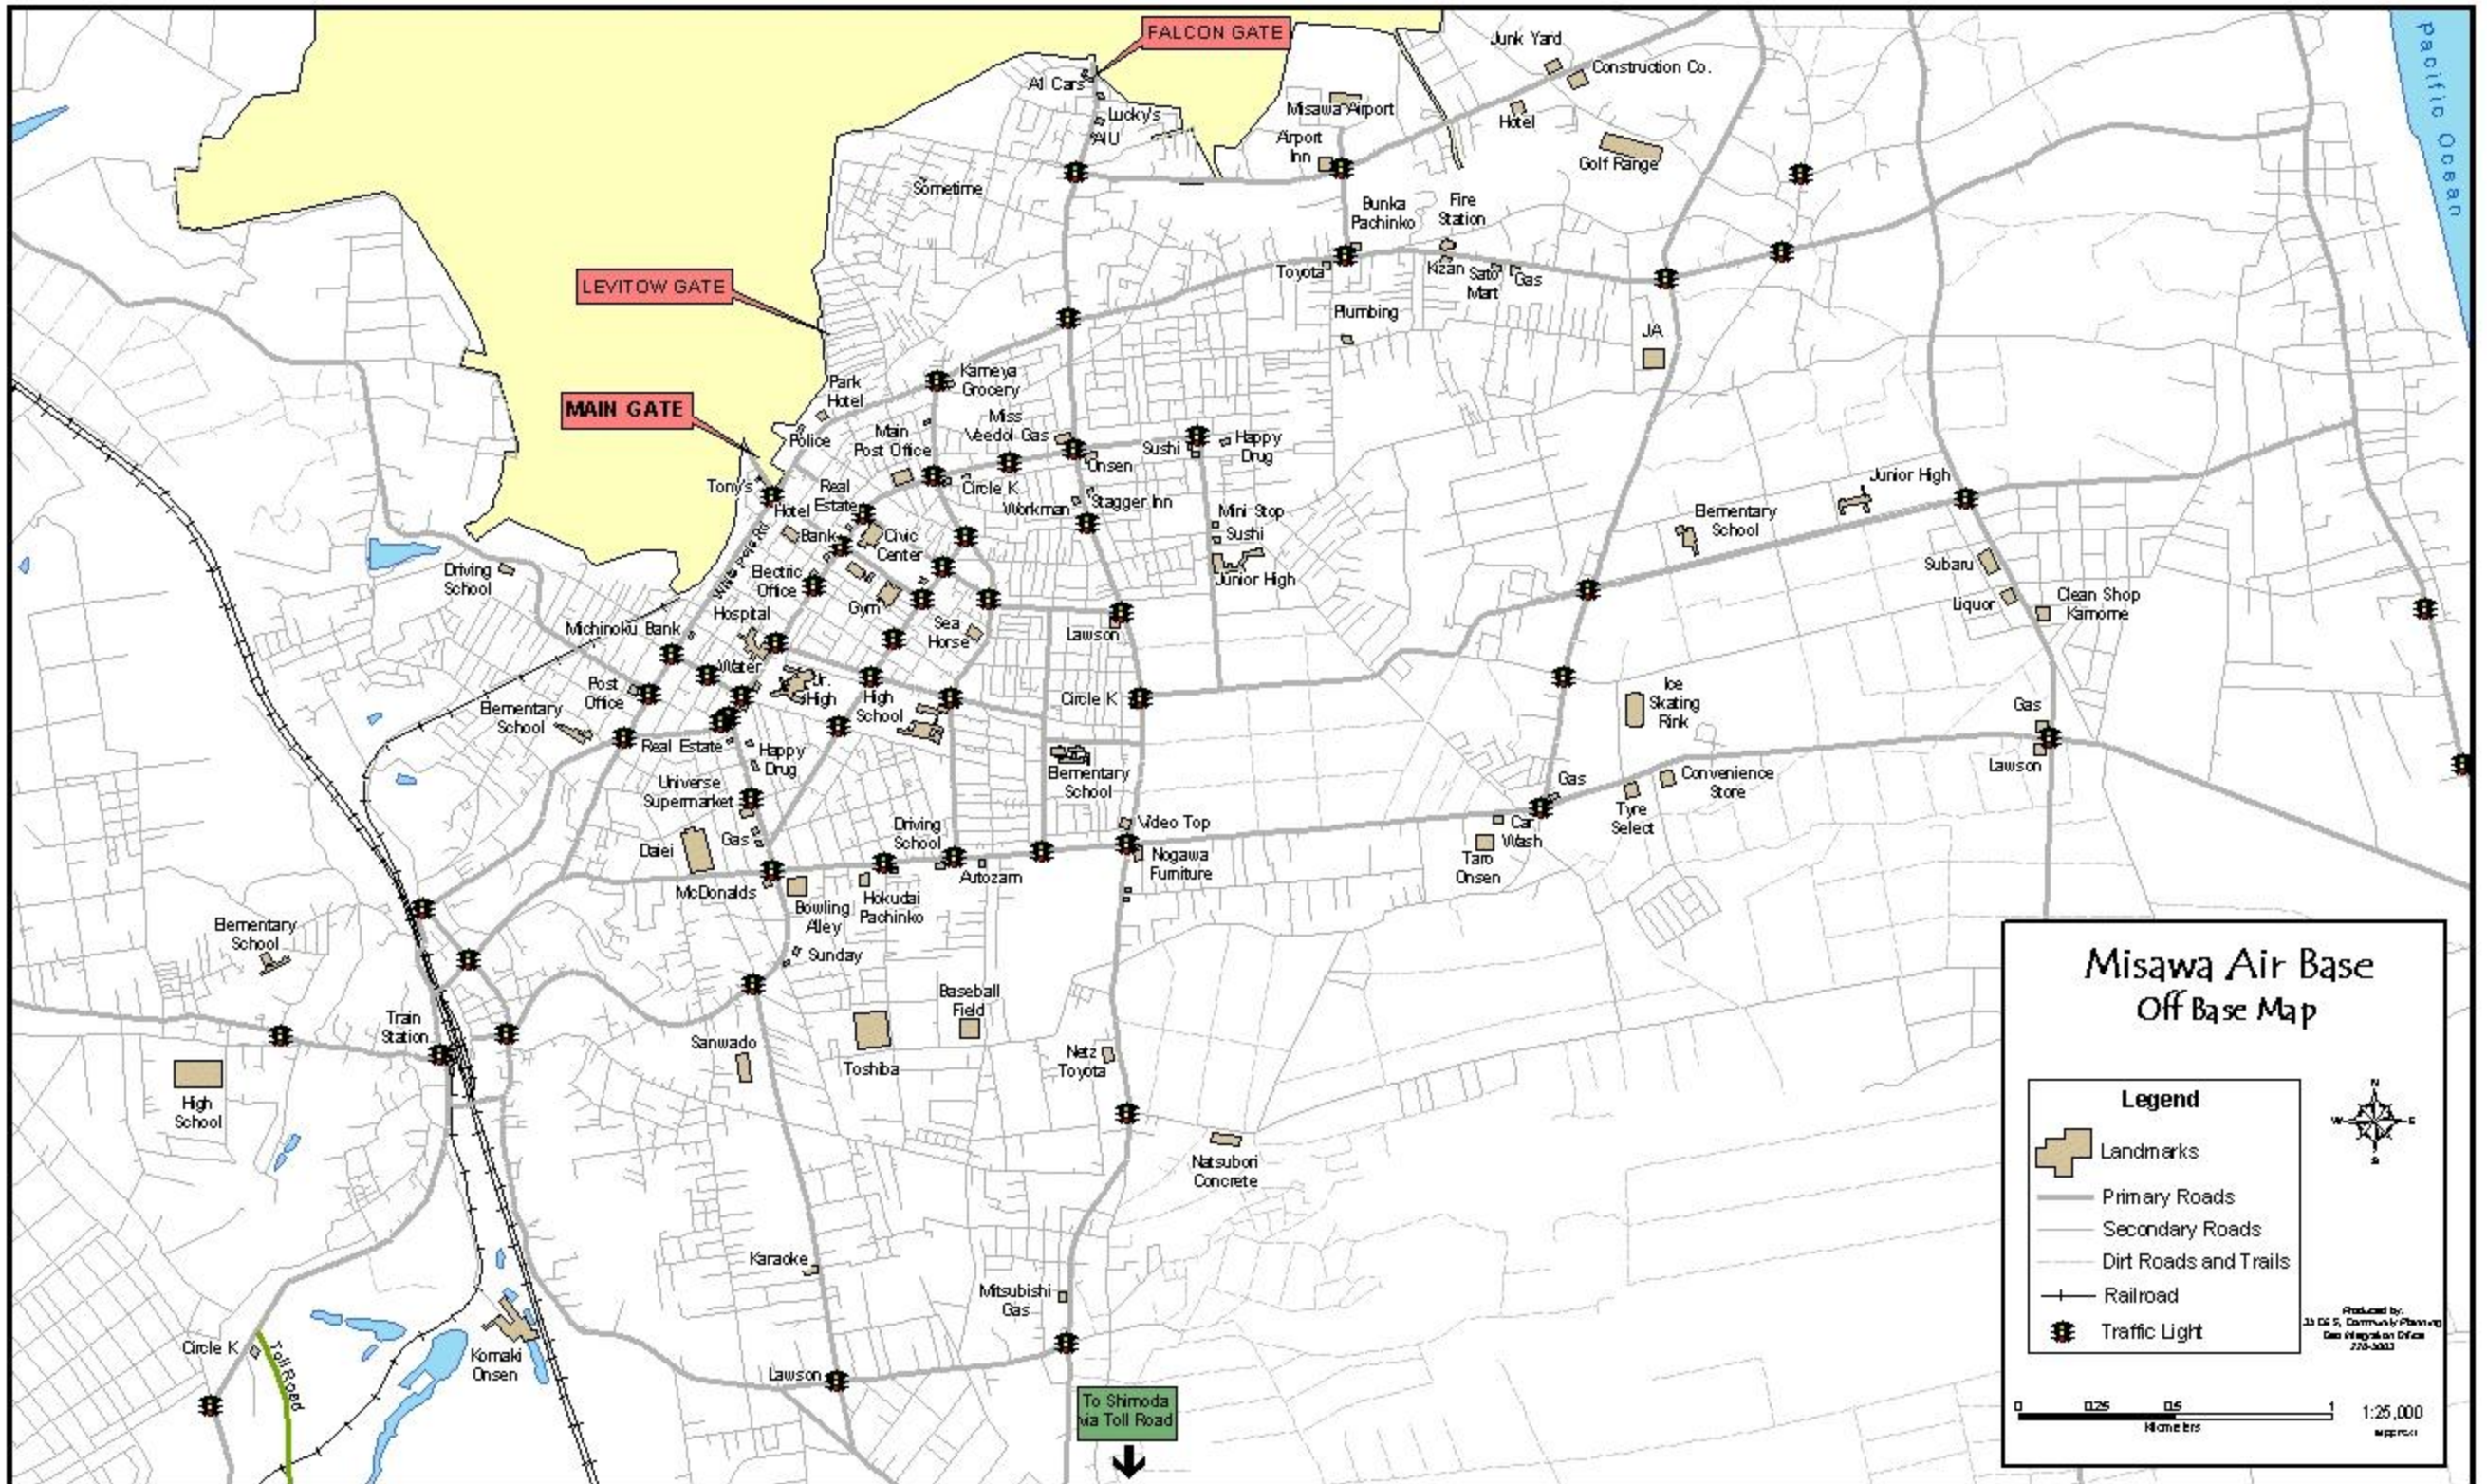 FALCON GATE
Pacific Ocean
Junk Yard
Construction Co.
A1 Cars
Misawa Airport
Lucky's
Hotel
AIU
Airport
Inn
Golf Range
Sometime
Bunka
Pachinko
Fire
Station
LEVITOW GATE
Toyota
Kizan
Sato
Mart
Gas
Plumbing
JA
Park
Hotel
Kameya
Grocery
MAIN GATE
Miss
Veedol Gas
Police
Main
Post Office
Sushi
Happy
Drug
Onsen
Tony's
Real
Estate
Circle K
Junior High
Hotel
Workman
Stagger Inn
Mini Stop
Sushi
Elementary
School
White Pole Rd
Bank
Civic
Center
Driving
School
Electric
Office
Junior High
Subaru
Gym
Hospital
Liquor
Clean Shop
Kamome
Michinoku Bank
Sea
Horse
Lawson
Water
Post
Office
Jr.
High
High
School
Circle K
Ice
Skating
Rink
Gas
Elementary
School
Real Estate
Happy
Drug
Elementary
School
Lawson
Universe
Supermarket
Gas
Convenience
Store
Tyre
Select
Driving
School
Video Top
Car
Wash
Daiei
Gas
Nogawa
Furniture
Taro
Onsen
McDonalds
Autozam
Bowling
Alley
Hokudai
Pachinko
Elementary
School
Sunday
Misawa Air Base
Off Base Map
Train
Station
Baseball
Field
Sanwado
Toshiba
Netz
Toyota
High
School
Legend
N
W
E
S
Landmarks
Natsubori
Concrete
Primary Roads
Secondary Roads
Karaoke
Dirt Roads and Trails
Mitsubishi
Gas
Railroad
Produced by:
Traffic Light
Circle K
Toll Road
Komaki
Onsen
Lawson
To Shimoda
via Toll Road
0 0.25 0.5 1
Kilometers
1:25,000